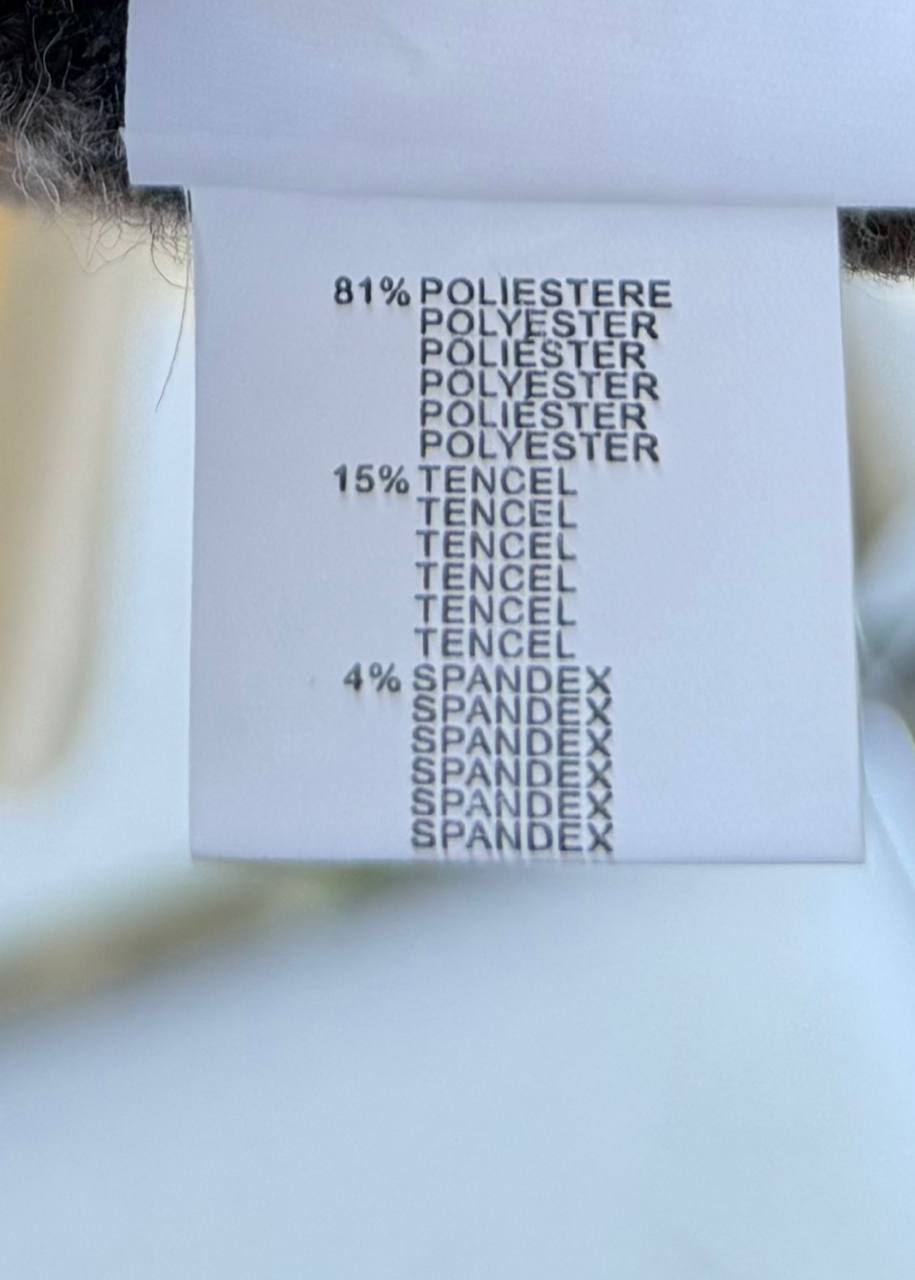 81% POLIESTERE
POLYESTER
POLIÉSTER
POLYESTER
POLIÉSTER
POLYESTER
15% TENCEL
TENCEL
TENCEL
TENCEL
TENCEL
TENCEL
4% SPANDEX
SPANDEX
SPANDEX
SPANDEX
SPANDEX
SPANDEX